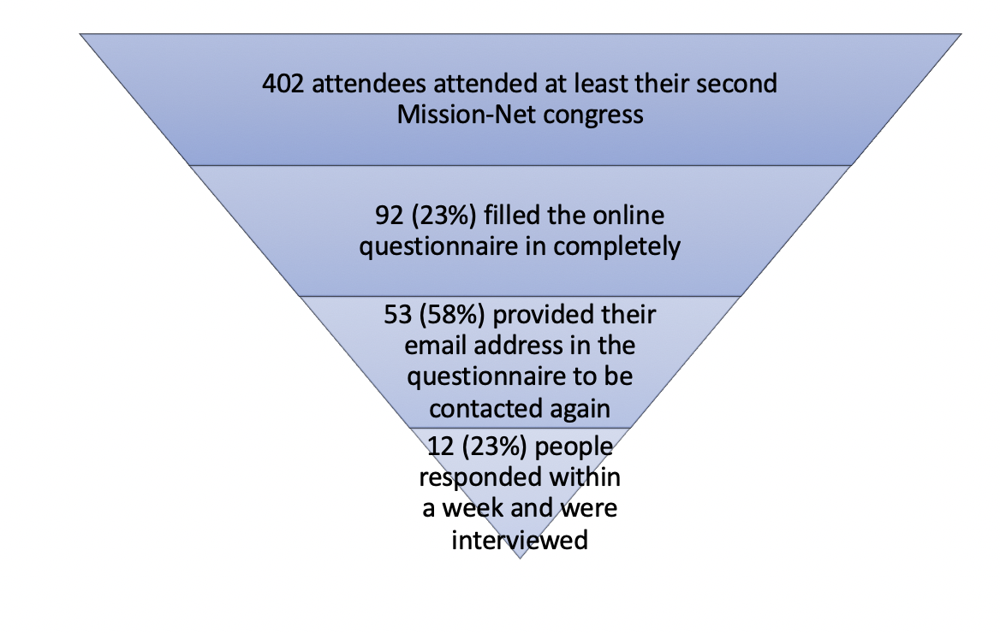 402 attendees attended at least their second
Mission-Net congress
92 (23%) filled the online
questionnaire in completely
53 (58%) provided their
email address in the
questionnaire to be
contacted again
12 (23%) people
responded within
a week and were
interviewed